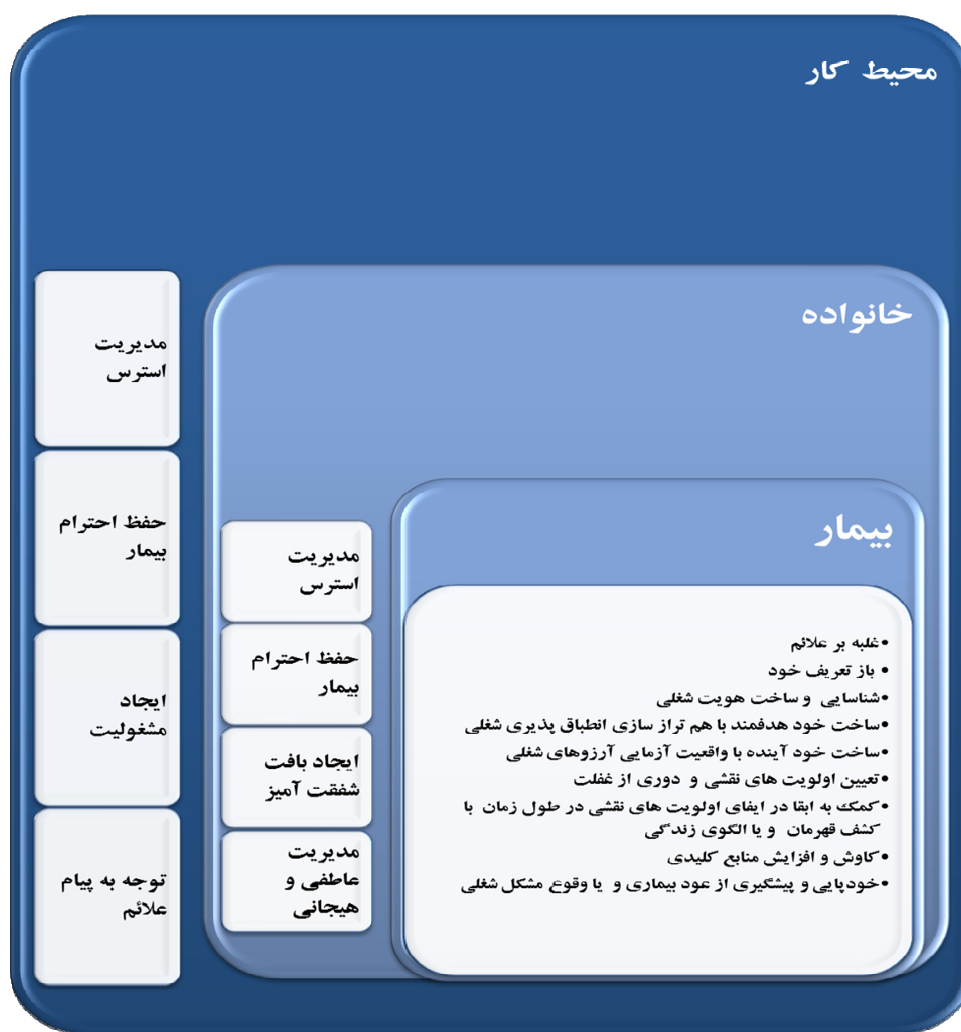 محیط کار
مدیریت
استرس
حفظ احترام
بیمار
ایجاد
مشغولیت
توجه به پیام
علائم
خانواده
مدیریت
استرس
حفظ احترام
بیمار
ایجاد بافت
شفقت آمیز
مدیریت
عاطفی و
هیجانی
بیمار
•غلبه بر علائم
• باز تعریف خود
•شناسایی و ساخت هویت شغلی
•ساخت خود هدفمند با هم تراز سازی انطباق پذیری شغلی
•ساخت خود آینده با واقعیت آزمایی آرزوهای شغلی
•تعیین اولویت های نقشی و دوری از غفلت
•کمک به ابقا در ایفای اولویت های نقشی در طول زمان با
کشف قهرمان و یا الگوی زندگی
•کاوش و افزایش منابع کلیدی
•خودپایی و پیشگیری از عود بیماری و یا وقوع مشکل شغلی